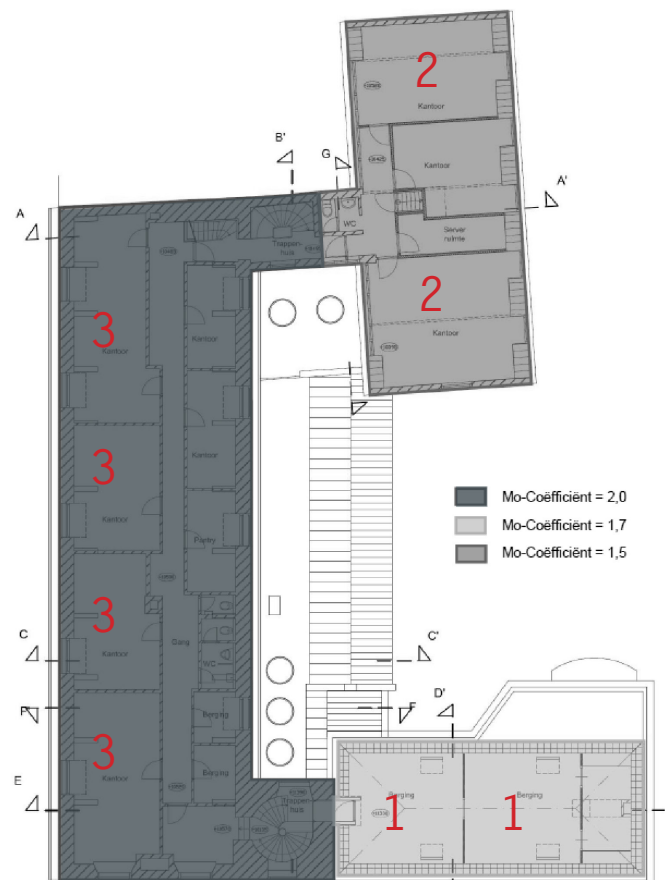 2
Kantoor
B'
G
Kantoor
A'
A
WC
Trappen-
huis
Server
ruimte
2
3
Kantoor
Kantoor
Kantoor
3
Kantoor
Kantoor
Mo-Coëfficiënt = 2,0
Mo-Coëfficiënt = 1,7
Pantry
Mo-Coëfficiënt = 1,5
3
C
Gang
C'
Kantoor
WC
D'
F
Berging
3
Kantoor
Berging
E
Trappen-
huis
Berging
Berging
1
1